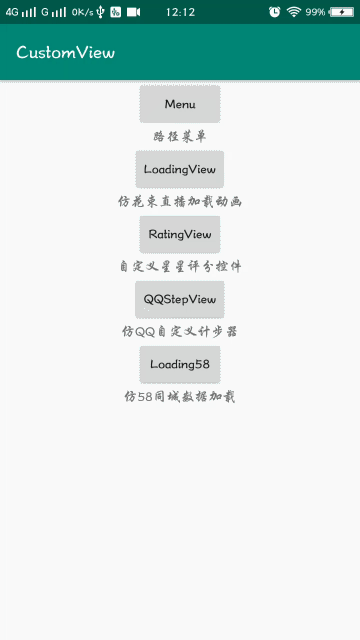 4G G 0K/s 12:12 99%
CustomView
Menu
路径菜单
LoadingView
仿花束直播加载动画
RatingView
自定义星星评分控件
QQStepView
仿QQ自定义计步器
Loading58
仿58同城数据加载